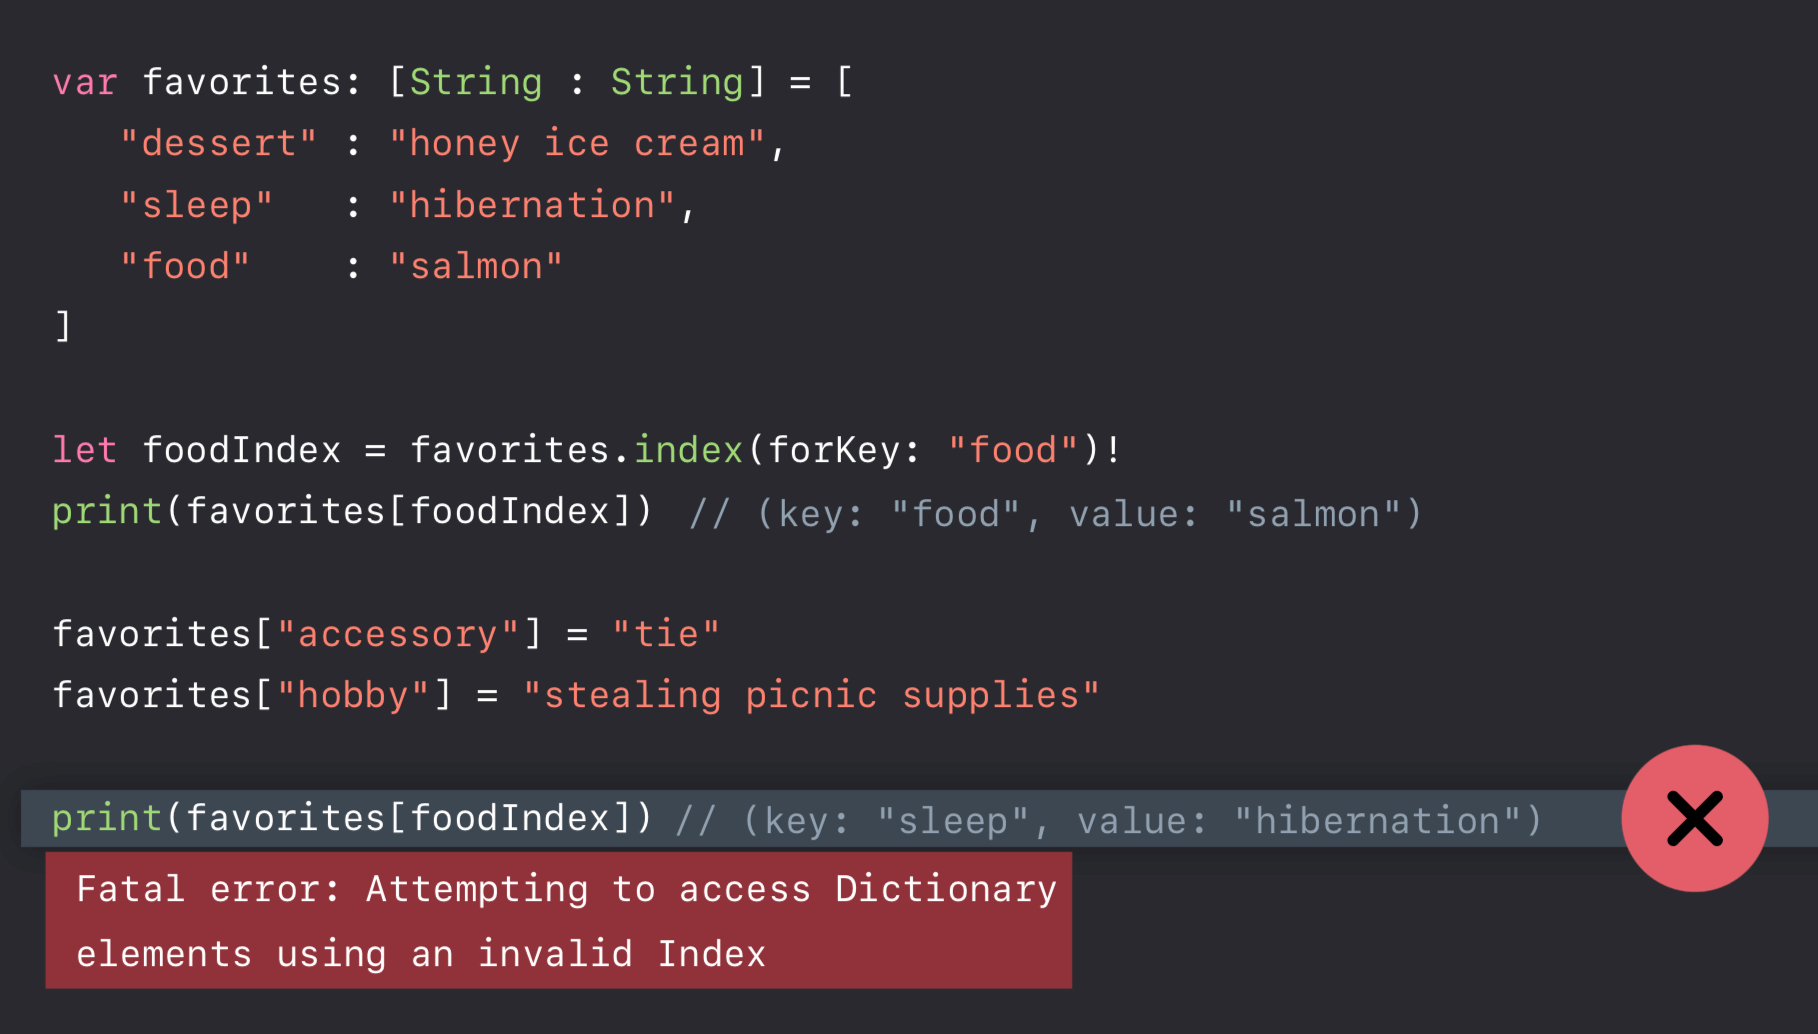 var favorites: [String : String] = [
   "dessert" : "honey ice cream",
   "sleep"   : "hibernation",
   "food"    : "salmon"
]
let foodIndex = favorites.index(forKey: "food")!
print(favorites[foodIndex]) // (key: "food", value: "salmon")
favorites["accessory"] = "tie"
favorites["hobby"] = "stealing picnic supplies"
print(favorites[foodIndex]) // (key: "sleep", value: "hibernation")
Fatal error: Attempting to access Dictionary
elements using an invalid Index